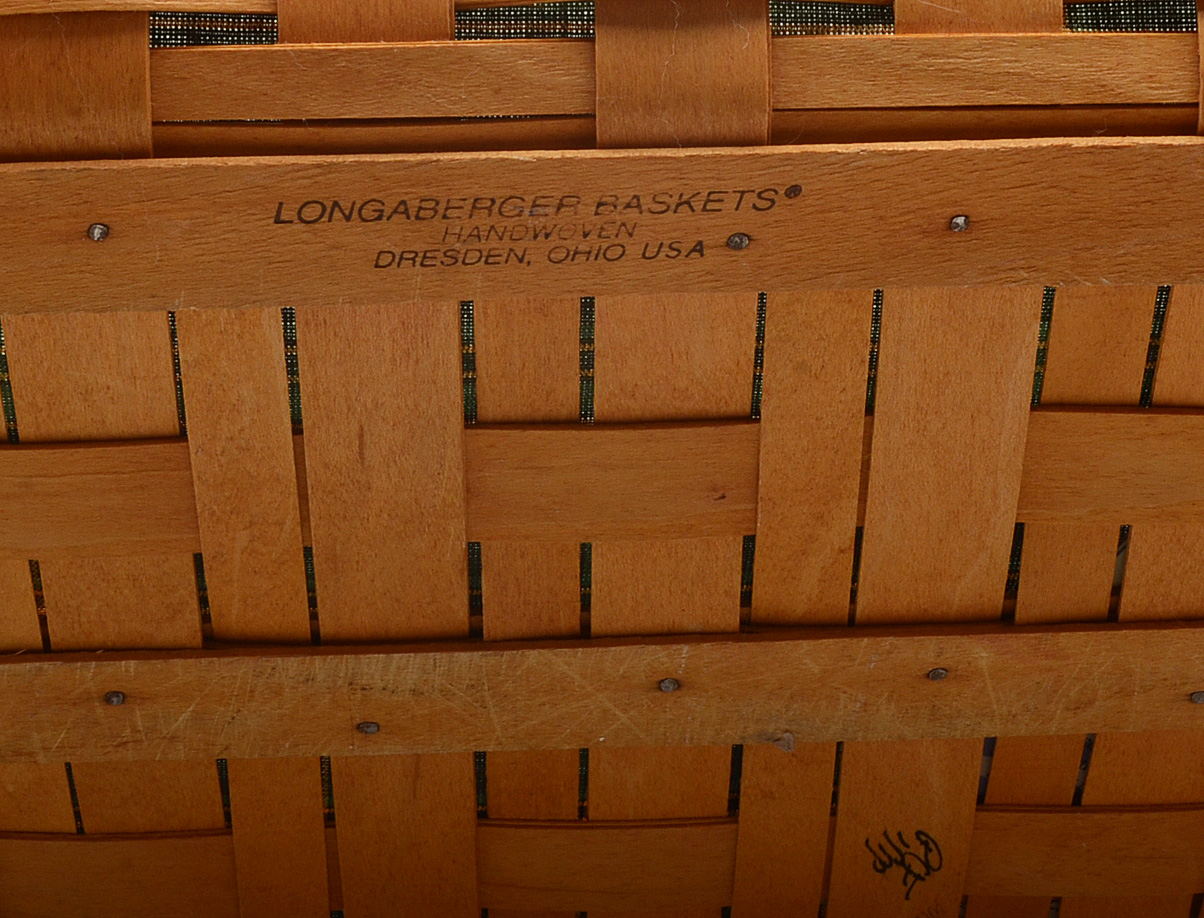 LONGABERGER BASKETS®
HANDWOVEN
DRESDEN, OHIO USA